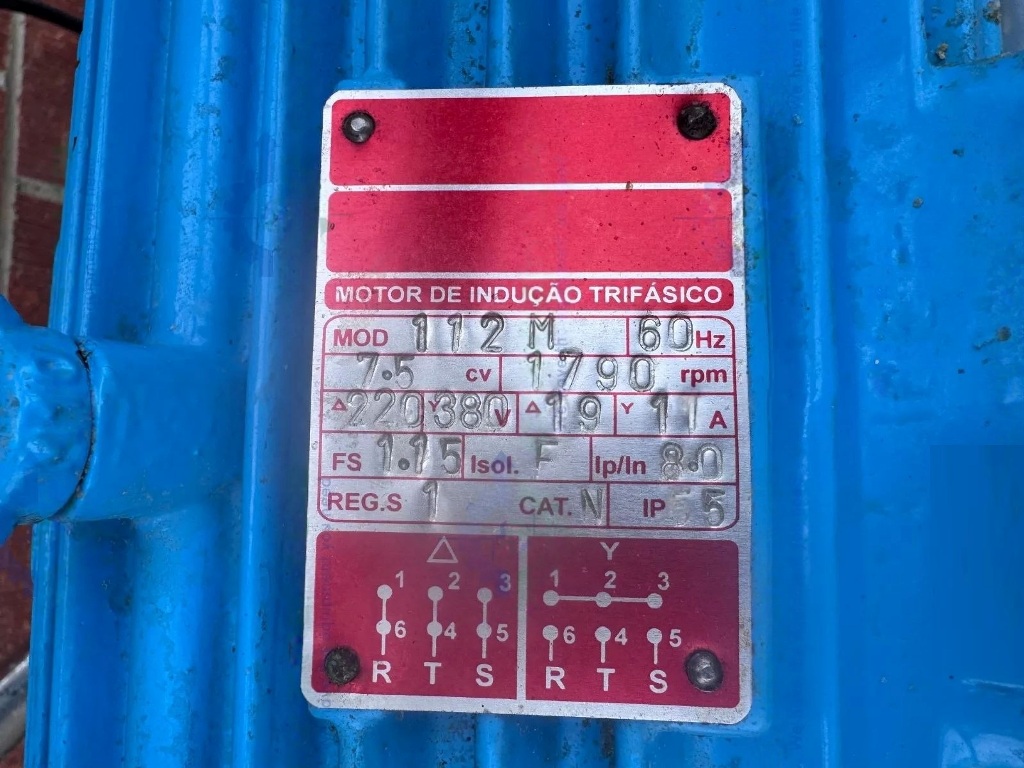 MOTOR DE INDUÇÃO TRIFÁSICO
MOD 112 M 60 Hz
7.5 cv 1790 rpm
△ 220 Y 380 V △ 19 Y 11 A
FS 1.15 Isol. F Ip/In 8.0
REG.S 1 CAT. N IP 55
△ Y
1 2 3 1 2 3
6 4 5 6 4 5
R T S R T S